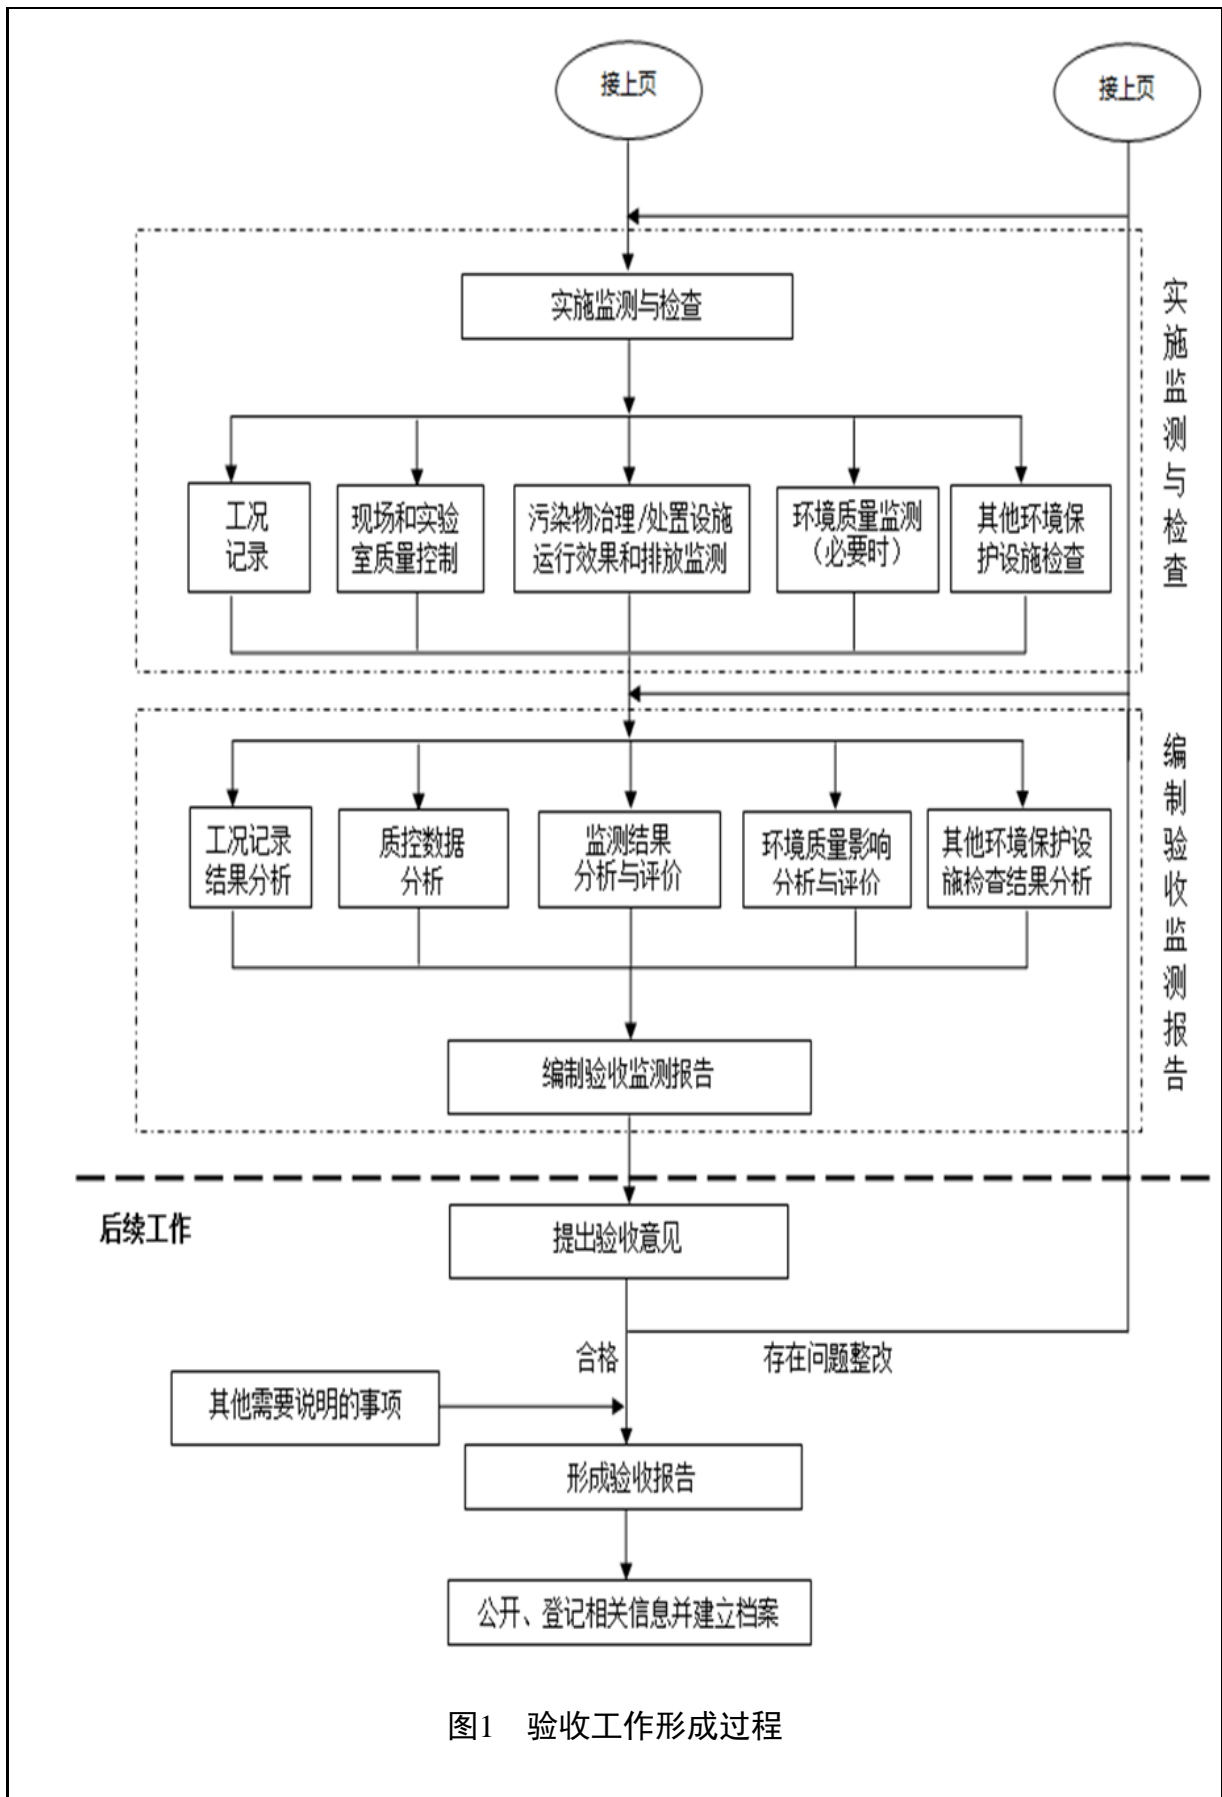 接上页
接上页
实施监测与检查
实施监测与检查
工况
记录
现场和实验
室质量控制
污染物治理/处置设施
运行效果和排放监测
环境质量监测
（必要时）
其他环境保
护设施检查
编制验收监测报告
工况记录
结果分析
质控数据
分析
监测结果
分析与评价
环境质量影响
分析与评价
其他环境保护设
施检查结果分析
编制验收监测报告
后续工作
提出验收意见
合格
存在问题整改
其他需要说明的事项
形成验收报告
公开、登记相关信息并建立档案
图1 验收工作形成过程